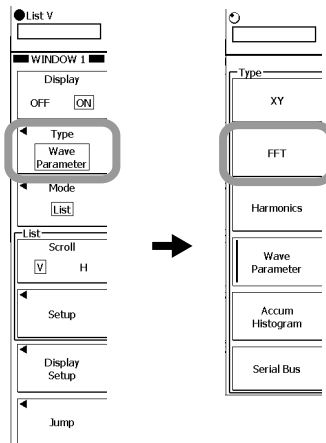 List V
WINDOW 1
Display
OFF ON
Type
Wave
Parameter
Mode
List
List
Scroll
V H
Setup
Display
Setup
Jump
Type
XY
FFT
Harmonics
Wave
Parameter
Accum
Histogram
Serial Bus